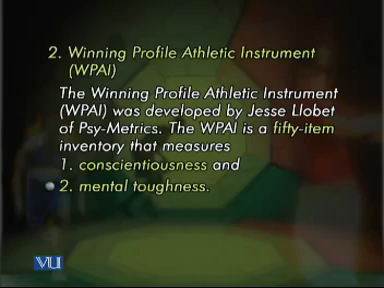 2. Winning Profile Athletic Instrument
(WPAI)
The Winning Profile Athletic Instrument
(WPAI) was developed by Jesse Llobet
of Psy-Metrics. The WPAI is a fifty-item
inventory that measures
1. conscientiousness and
2. mental toughness.
VU